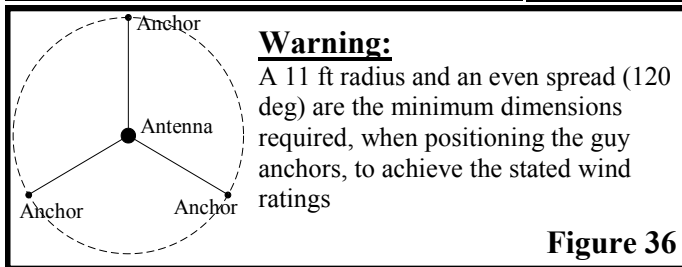 Anchor
Warning:
A 11 ft radius and an even spread (120
deg) are the minimum dimensions
required, when positioning the guy
anchors, to achieve the stated wind
ratings
Antenna
Anchor
Anchor
Figure 36